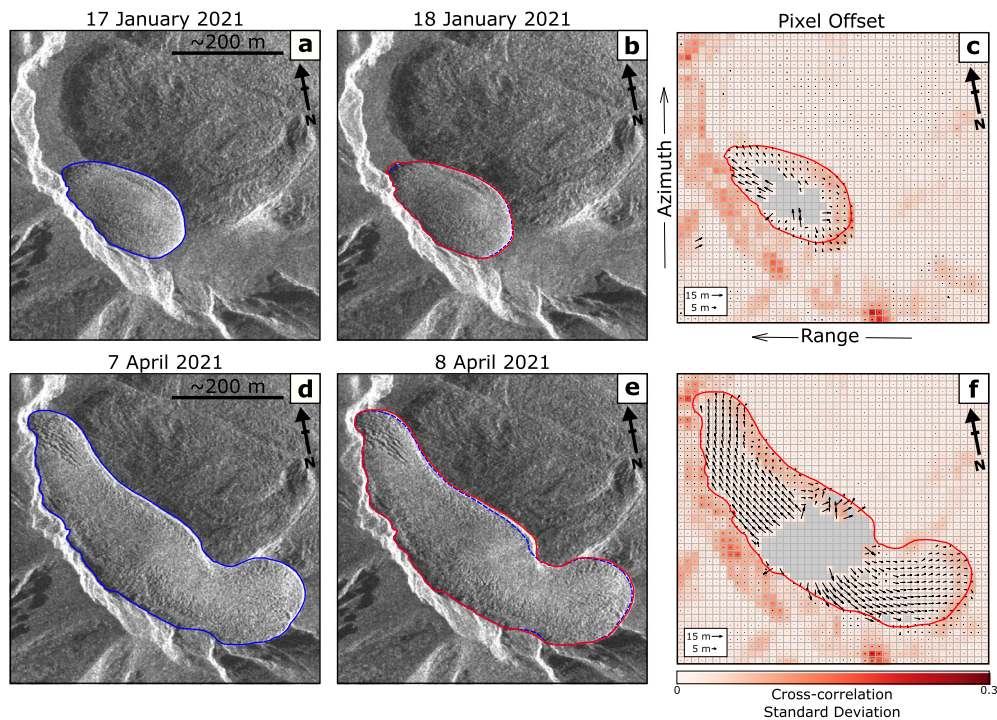 17 January 2021
18 January 2021
Pixel Offset
~200 m
a
b
c
N
N
N
Azimuth
15 m
5 m
Range
7 April 2021
8 April 2021
~200 m
d
e
f
N
N
N
15 m
5 m
0
0.3
Cross-correlation
Standard Deviation